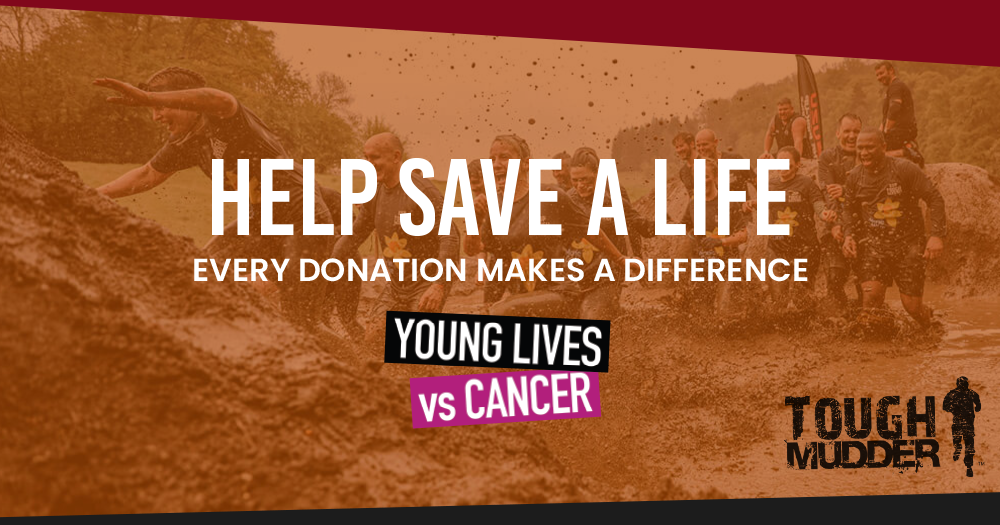 HELP SAVE A LIFE
EVERY DONATION MAKES A DIFFERENCE
YOUNG LIVES
vs CANCER
TOUGH
MUDDER